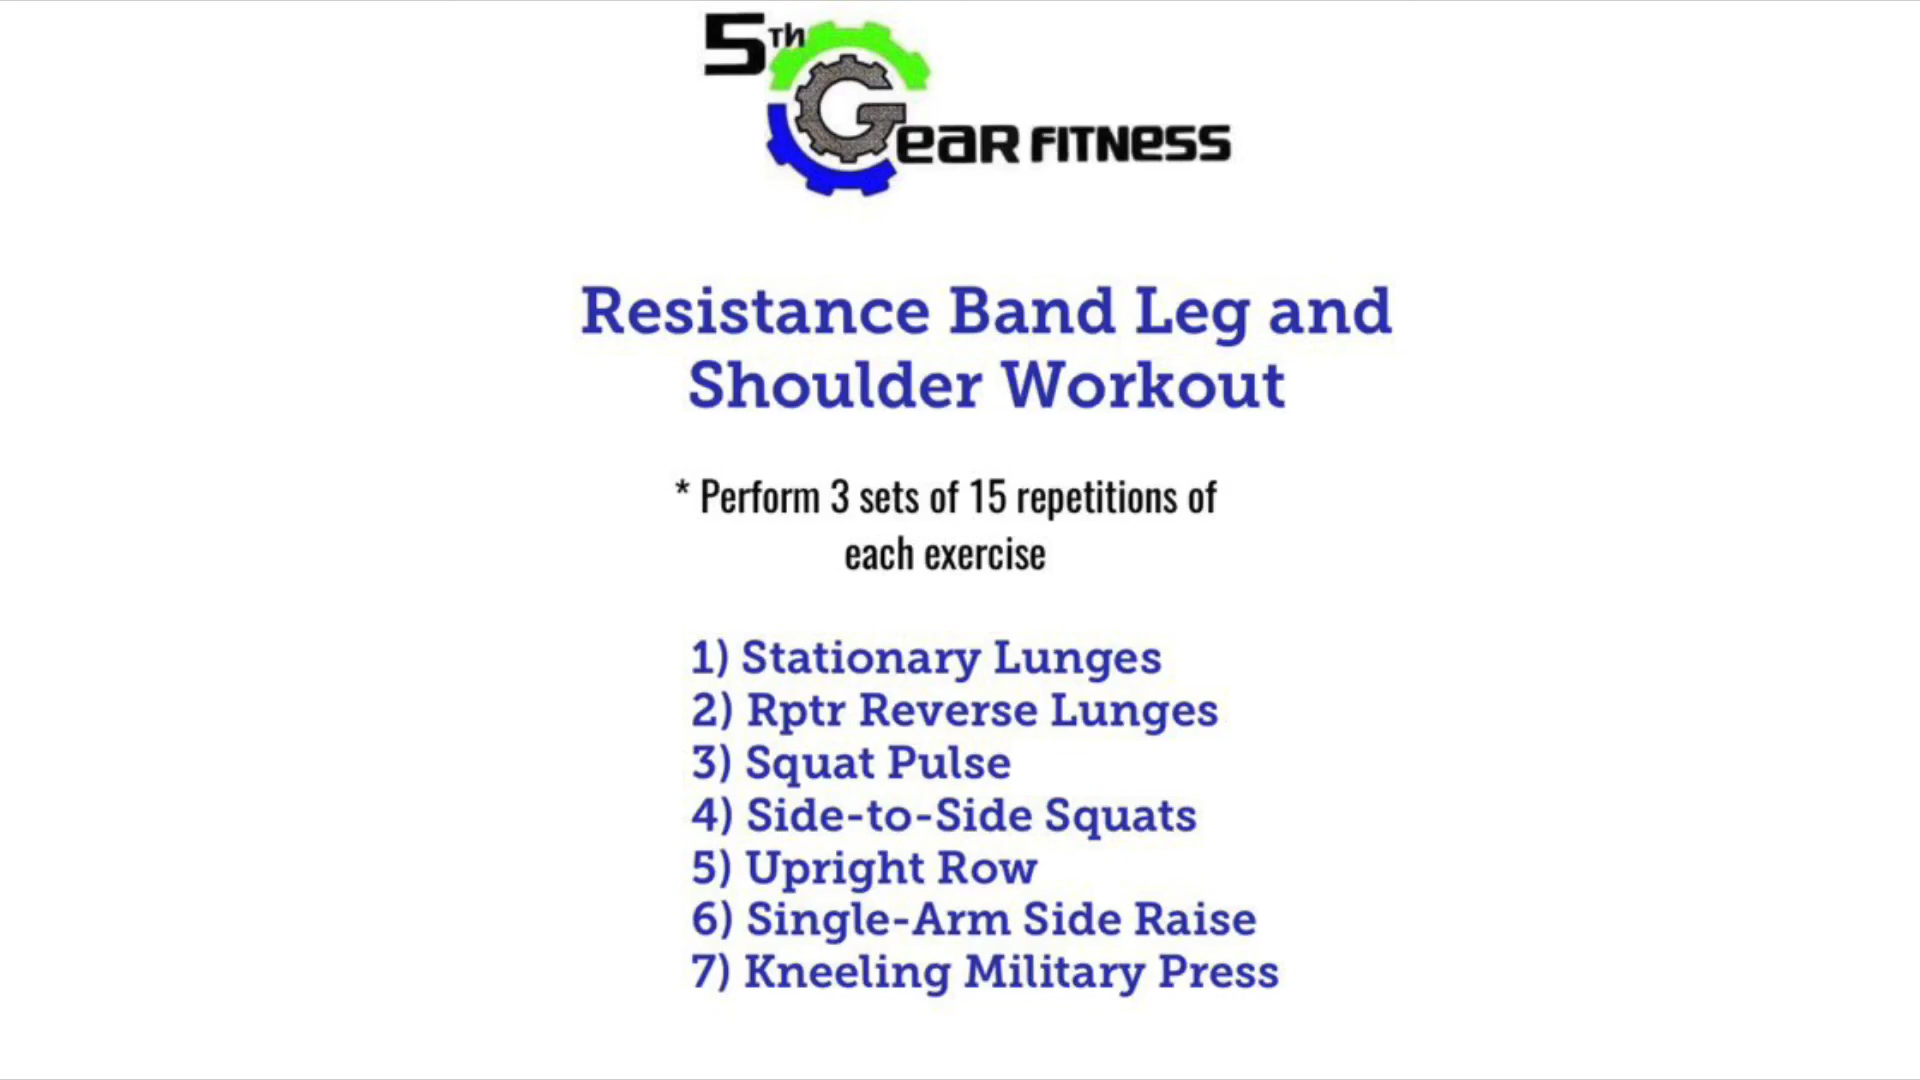 5Th Gear FITNESS
Resistance Band Leg and
Shoulder Workout
* Perform 3 sets of 15 repetitions of
each exercise
1) Stationary Lunges
2) Rptr Reverse Lunges
3) Squat Pulse
4) Side-to-Side Squats
5) Upright Row
6) Single-Arm Side Raise
7) Kneeling Military Press